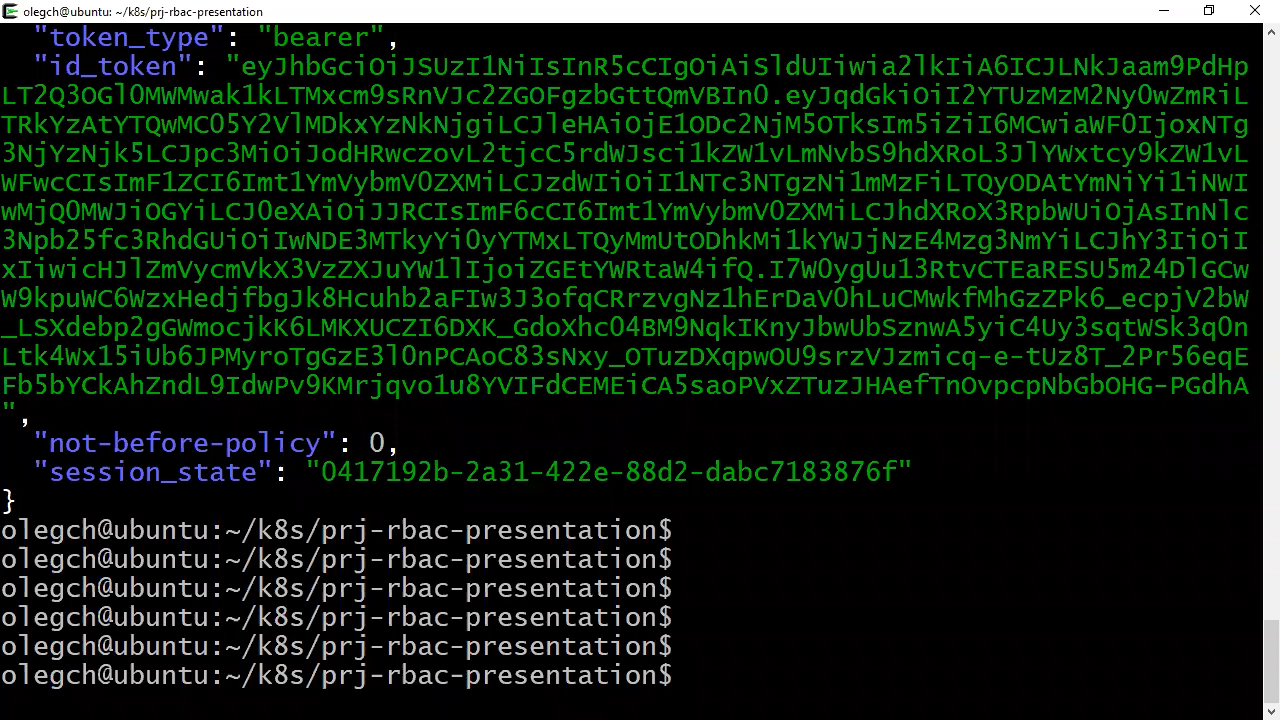 olegch@ubuntu: ~/k8s/prj-rbac-presentation
"token_type": "bearer",
"id_token": "eyJhbGciOiJSUzI1NiIsInR5cCIgOiAiSldUIiwia2lkIiA6ICJLNkJaam9PdHp
LT2Q3OGl0MWMwak1kLTMxcm9sRnVJc2ZGOFgzbGttQmVBIn0.eyJqdGkiOiI2YTUzMzM2Ny0wZmRiL
TRkYzAtYTQwMC05Y2VlMDkxYzNkNjgiLCJleHAiOjE1ODc2NjM5OTksIm5iZiI6MCwiaWF0IjoxNTg
3NjYzNjk5LCJpc3MiOiJodHRwczovL2tjcC5rdWJsci1kZW1vLmNvbS9hdXRoL3JlYWxtcy9kZW1vL
WFwcCIsImF1ZCI6Imt1YmVybmV0ZXMiLCJzdWIiOiI1NTc3NTgzNi1mMzFiLTQyODAtYmNiYi1iNWI
wMjQ0MWJiOGYiLCJ0eXAiOiJJRCIsImF6cCI6Imt1YmVybmV0ZXMiLCJhdXRoX3RpbWUiOjAsInNlc
3Npb25fc3RhdGUiOiIwNDE3MTkyYi0yYTMxLTQyMmUtODhkMi1kYWJjNzE4Mzg3NmYiLCJhY3IiOiI
xIiwicHJlZmVycmVkX3VzZXJuYW1lIjoiZGEtYWRtaW4ifQ.I7W0ygUu13RtvCTEaRESU5m24DlGCw
W9kpuWC6WzxHedjfbgJk8Hcuhb2aFIw3J3ofqCRrzvgNz1hErDaV0hLuCMwkfMhGzZPk6_ecpjV2bW
_LSXdebp2gGWmocjkK6LMKXUCZI6DXK_GdoXhc04BM9NqkIKnyJbwUbSznwA5yiC4Uy3sqtWSk3q0n
Ltk4Wx15iUb6JPMyroTgGzE3l0nPCAoC83sNxy_OTuzDXqpwOU9srzVJzmicq-e-tUz8T_2Pr56eqE
Fb5bYCkAhZndL9IdwPv9KMrjqvo1u8YVIFdCEMEiCA5saoPVxZTuzJHAefTnOvpcpNbGbOHG-PGdhA
",
"not-before-policy": 0,
"session_state": "0417192b-2a31-422e-88d2-dabc7183876f"
}
olegch@ubuntu:~/k8s/prj-rbac-presentation$
olegch@ubuntu:~/k8s/prj-rbac-presentation$
olegch@ubuntu:~/k8s/prj-rbac-presentation$
olegch@ubuntu:~/k8s/prj-rbac-presentation$
olegch@ubuntu:~/k8s/prj-rbac-presentation$
olegch@ubuntu:~/k8s/prj-rbac-presentation$